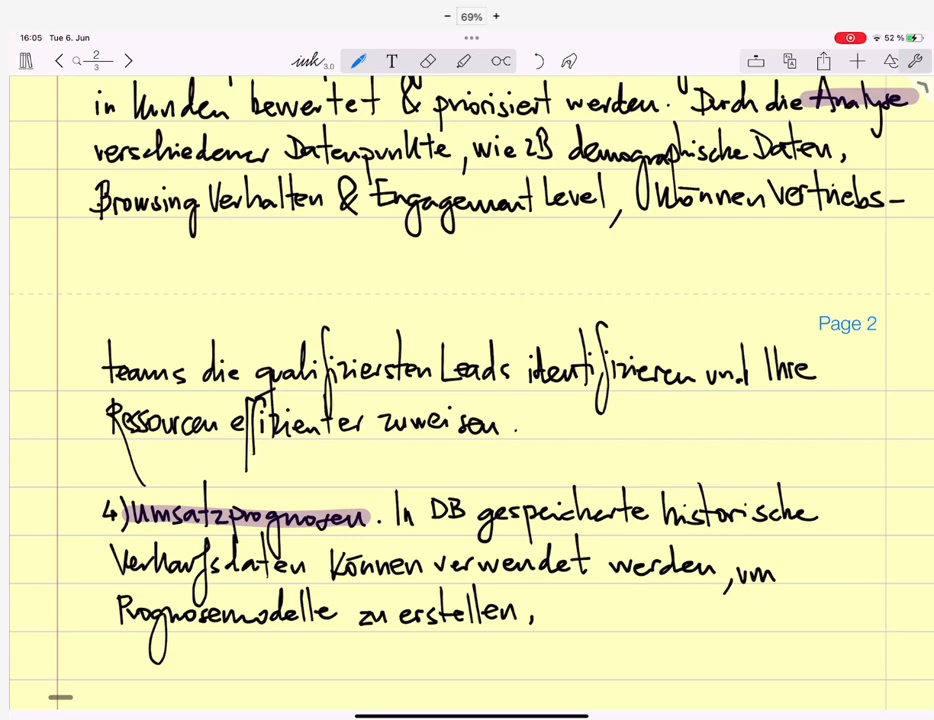 − 69% +
16:05 Tue 6. Jun
52 %
2
3
ink 3.0
T
in Kunden bewertet & priorisiert werden. Durch die Analyse
verschiedener Datenpunkte, wie zB demographische Daten,
Browsing Verhalten & Engagement Level, können Vertriebs-
Page 2
teams die qualifiziersten Leads identifizieren und Ihre
Ressourcen effizienter zuweisen.
4) Umsatzprognosen. In DB gespeicherte historische
Verkaufsdaten können verwendet werden, um
Prognosemodelle zu erstellen,